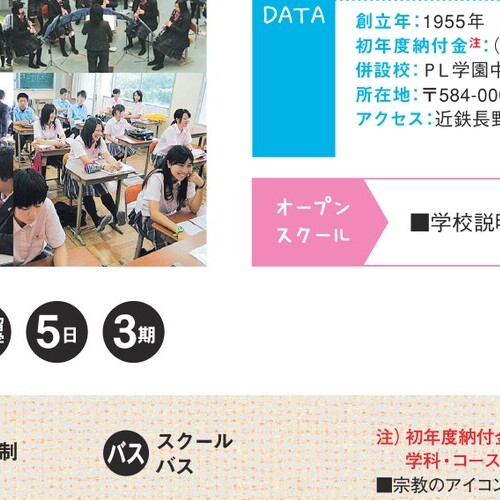 DATA
創立年：1955年
初年度納付金注：（
併設校：ＰＬ学園中
所在地：〒584-000
アクセス：近鉄長野
オープン
スクール
■学校説明
5日
3期
制
バス
スクール
バス
注）初年度納付金
学科・コース
■宗教のアイコン